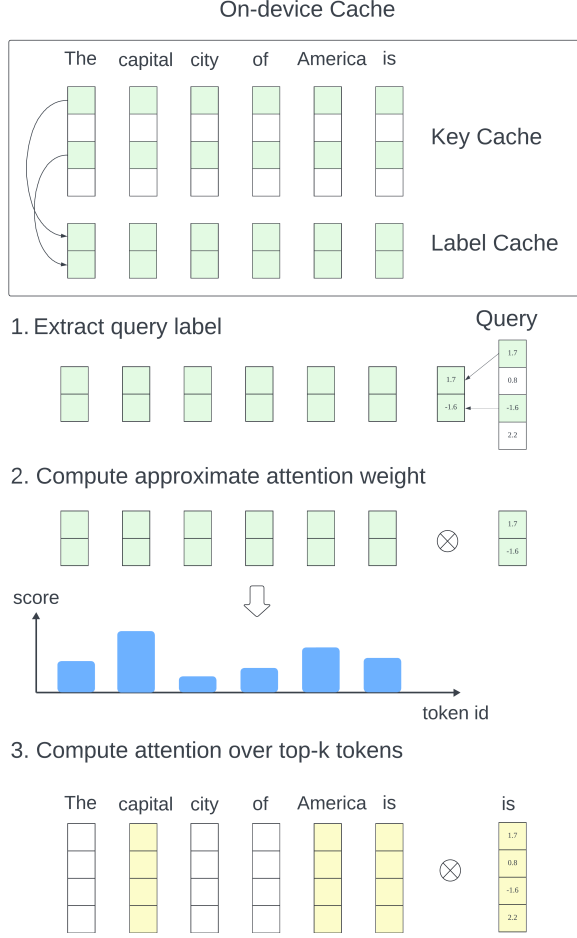 On-device Cache
The capital city of America is
Key Cache
Label Cache
1. Extract query label
Query
1.7
0.8
-1.6
2.2
1.7
-1.6
2. Compute approximate attention weight
1.7
-1.6
score
token id
3. Compute attention over top-k tokens
The capital city of America is is
1.7
0.8
-1.6
2.2